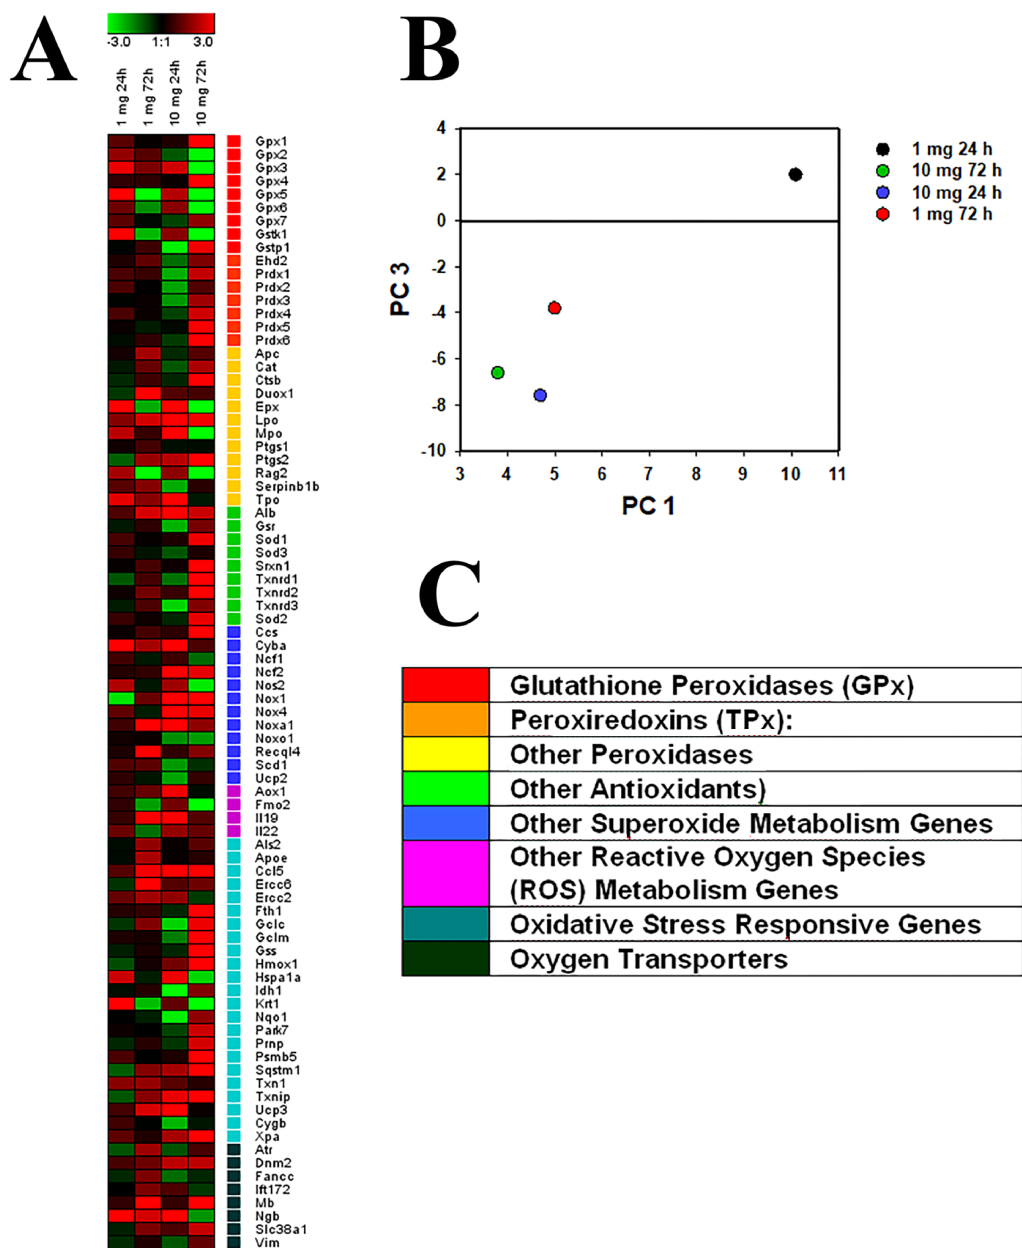 A
-3.0 1:1 3.0
1 mg 24h
1 mg 72h
10 mg 24h
10 mg 72h
Gpx1
Gpx2
Gpx3
Gpx4
Gpx5
Gpx6
Gpx7
Gstk1
Gstp1
Ehd2
Prdx1
Prdx2
Prdx3
Prdx4
Prdx5
Prdx6
Apc
Cat
Ctsb
Duox1
Epx
Lpo
Mpo
Ptgs1
Ptgs2
Rag2
Serpinb1b
Tpo
Alb
Gsr
Sod1
Sod3
Srxn1
Txnrd1
Txnrd2
Txnrd3
Sod2
Ccs
Cyba
Ncf1
Ncf2
Nos2
Nox1
Nox4
Noxa1
Noxo1
Recql4
Scd1
Ucp2
Aox1
Fmo2
Il19
Il22
Als2
Apoe
Ccl5
Ercc6
Ercc2
Fth1
Gclc
Gclm
Gss
Hmox1
Hspa1a
Idh1
Krt1
Nqo1
Park7
Prnp
Psmb5
Sqstm1
Txn1
Txnip
Ucp3
Cygb
Xpa
Atr
Dnm2
Fancc
Ift172
Mb
Ngb
Slc38a1
Vim
B
4
2
0
-2
-4
-6
-8
-10
PC 3
3 4 5 6 7 8 9 10 11
PC 1
1 mg 24 h
10 mg 72 h
10 mg 24 h
1 mg 72 h
C
Glutathione Peroxidases (GPx)
Peroxiredoxins (TPx):
Other Peroxidases
Other Antioxidants)
Other Superoxide Metabolism Genes
Other Reactive Oxygen Species
(ROS) Metabolism Genes
Oxidative Stress Responsive Genes
Oxygen Transporters